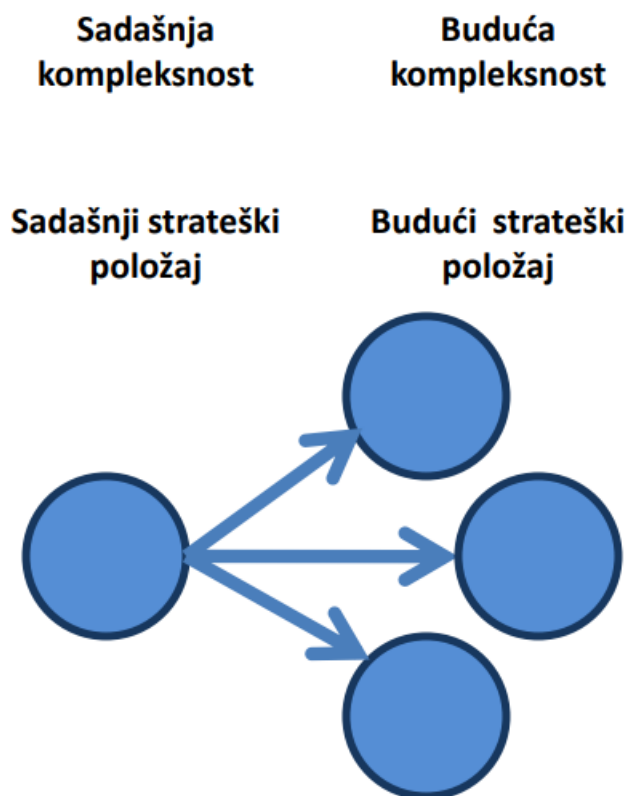 Sadašnja
kompleksnost
Buduća
kompleksnost
Sadašnji strateški
položaj
Budući strateški
položaj